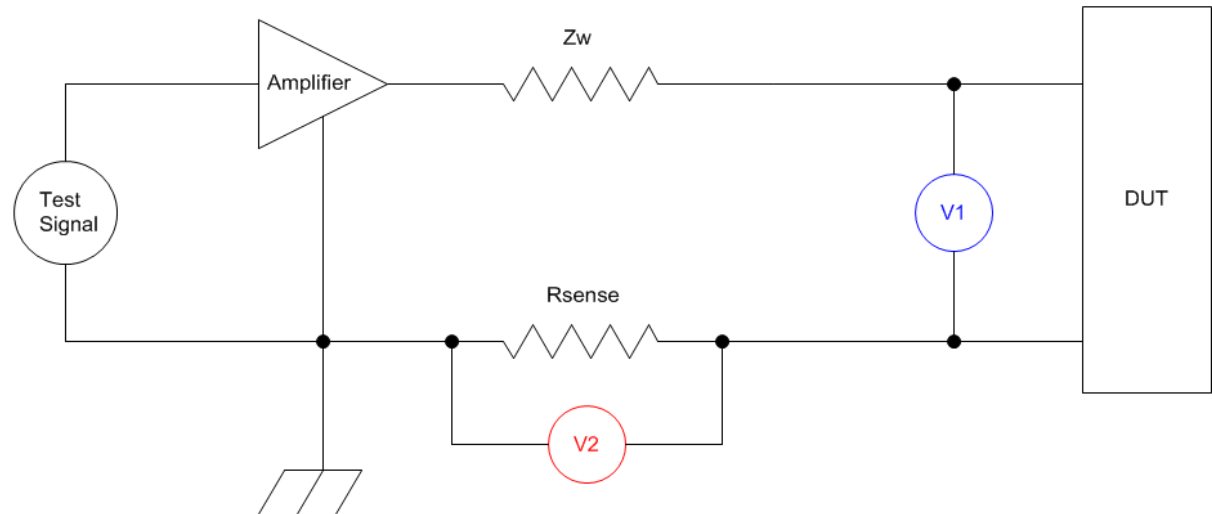 Zw
Amplifier
Test
Signal
V1
DUT
Rsense
V2